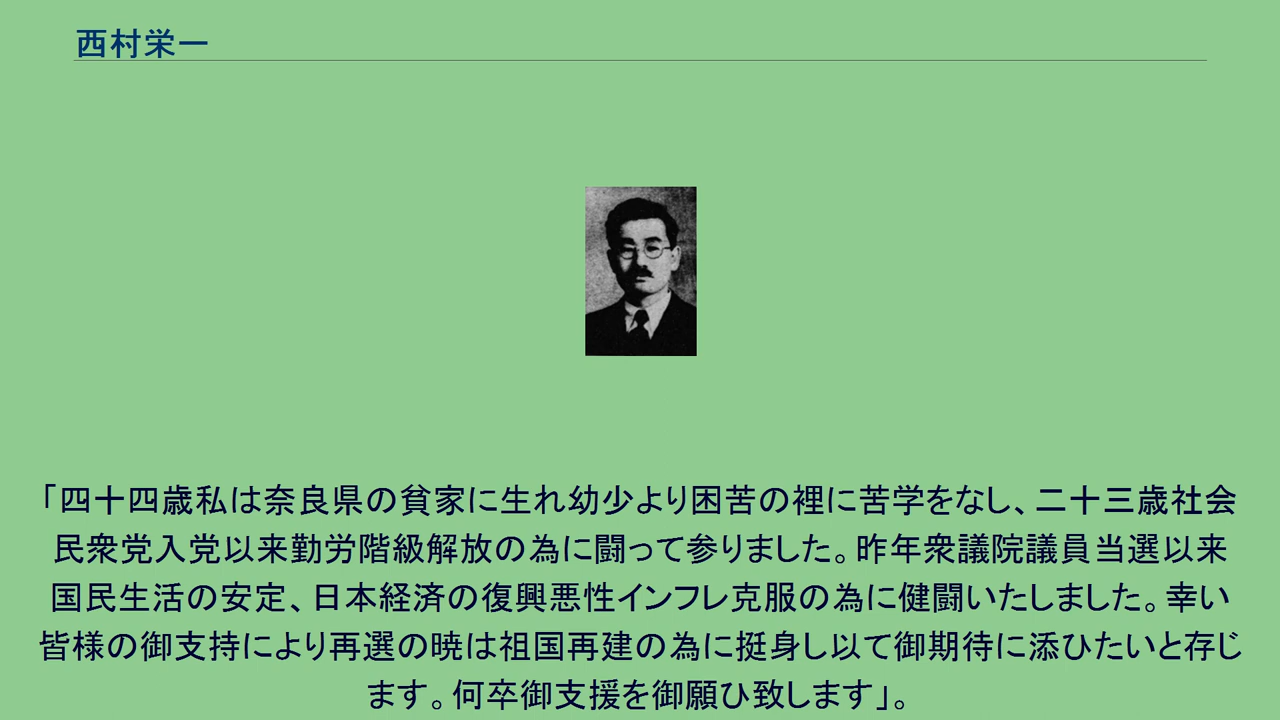 西村栄一
「四十四歳私は奈良県の貧家に生れ幼少より困苦の裡に苦学をなし、二十三歳社会
民衆党入党以来勤労階級解放の為に闘って参りました。昨年衆議院議員当選以来
国民生活の安定、日本経済の復興悪性インフレ克服の為に健闘いたしました。幸い
皆様の御支持により再選の暁は祖国再建の為に挺身し以て御期待に添ひたいと存じ
ます。何卒御支援を御願ひ致します」。